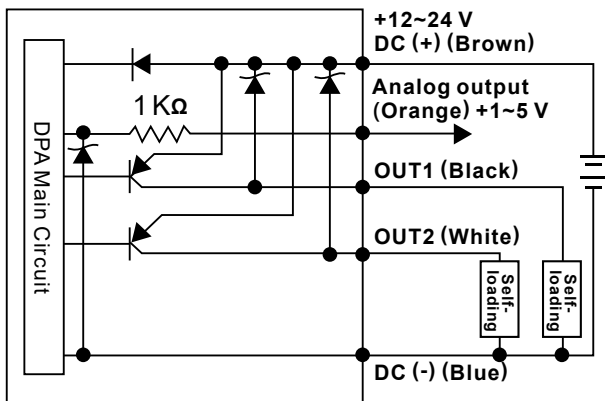 +12~24 V
DC (+) (Brown)
Analog output
(Orange) +1~5 V
1 KΩ
DPA Main Circuit
OUT1 (Black)
OUT2 (White)
Self-
loading
Self-
loading
DC (-) (Blue)